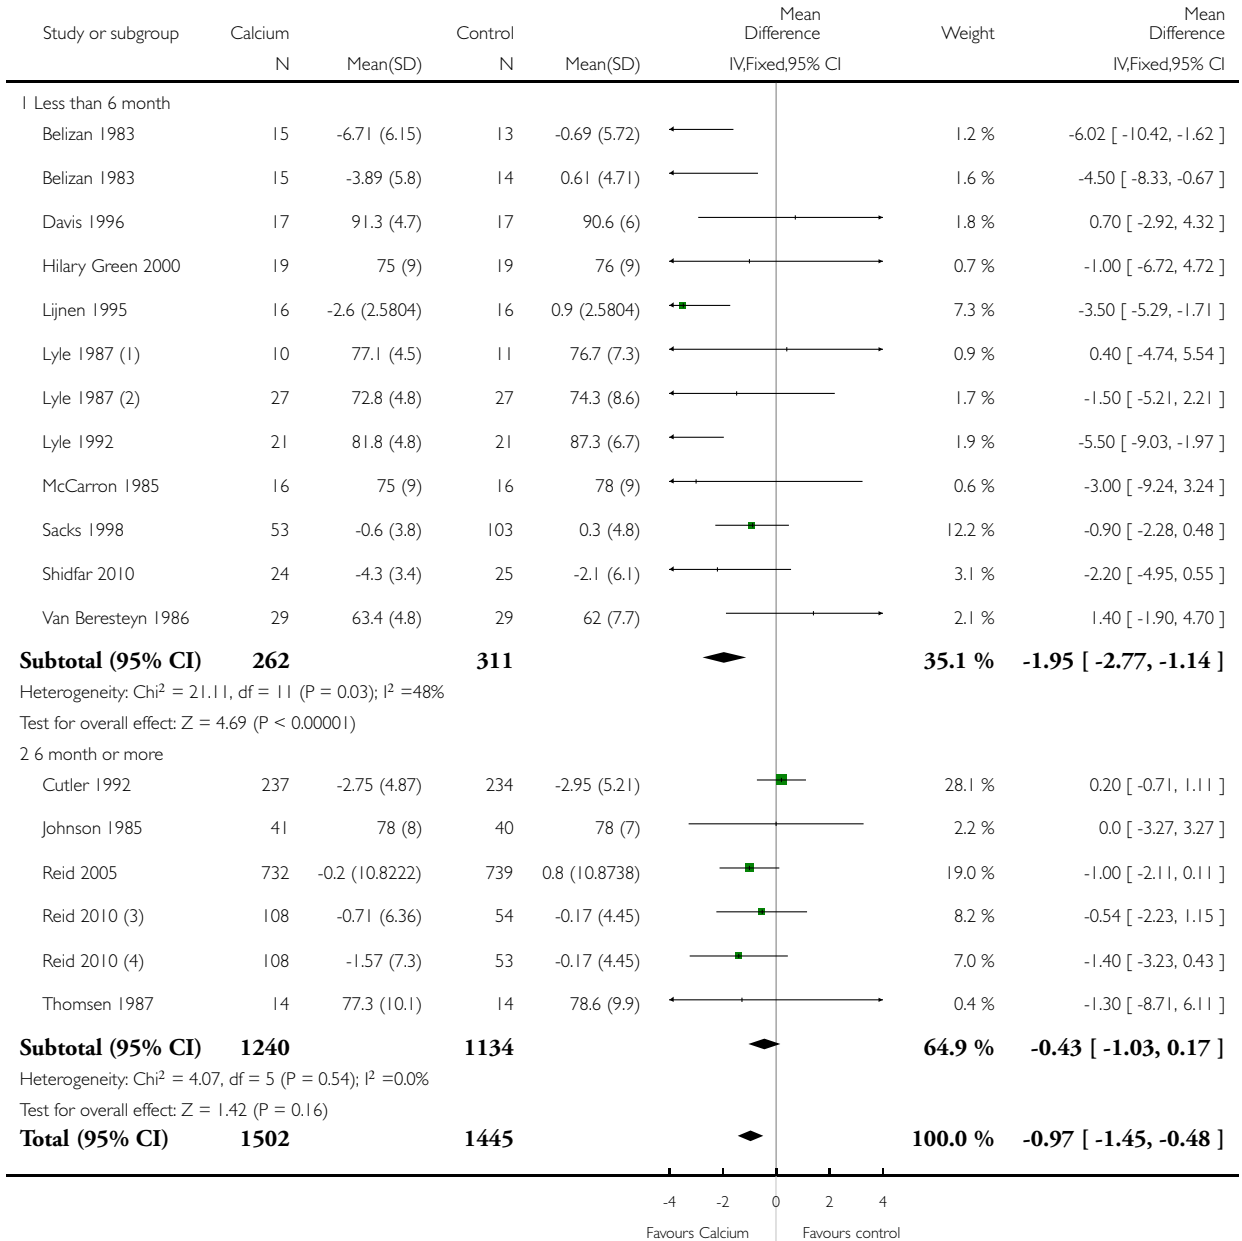 Study or subgroup Calcium Control Mean Difference Weight Mean Difference
N Mean(SD) N Mean(SD) IV,Fixed,95% CI IV,Fixed,95% CI
1 Less than 6 month
Belizan 1983 15 -6.71 (6.15) 13 -0.69 (5.72) 1.2 % -6.02 [ -10.42, -1.62 ]
Belizan 1983 15 -3.89 (5.8) 14 0.61 (4.71) 1.6 % -4.50 [ -8.33, -0.67 ]
Davis 1996 17 91.3 (4.7) 17 90.6 (6) 1.8 % 0.70 [ -2.92, 4.32 ]
Hilary Green 2000 19 75 (9) 19 76 (9) 0.7 % -1.00 [ -6.72, 4.72 ]
Lijnen 1995 16 -2.6 (2.5804) 16 0.9 (2.5804) 7.3 % -3.50 [ -5.29, -1.71 ]
Lyle 1987 (1) 10 77.1 (4.5) 11 76.7 (7.3) 0.9 % 0.40 [ -4.74, 5.54 ]
Lyle 1987 (2) 27 72.8 (4.8) 27 74.3 (8.6) 1.7 % -1.50 [ -5.21, 2.21 ]
Lyle 1992 21 81.8 (4.8) 21 87.3 (6.7) 1.9 % -5.50 [ -9.03, -1.97 ]
McCarron 1985 16 75 (9) 16 78 (9) 0.6 % -3.00 [ -9.24, 3.24 ]
Sacks 1998 53 -0.6 (3.8) 103 0.3 (4.8) 12.2 % -0.90 [ -2.28, 0.48 ]
Shidfar 2010 24 -4.3 (3.4) 25 -2.1 (6.1) 3.1 % -2.20 [ -4.95, 0.55 ]
Van Beresteyn 1986 29 63.4 (4.8) 29 62 (7.7) 2.1 % 1.40 [ -1.90, 4.70 ]
Subtotal (95% CI) 262 311 35.1 % -1.95 [ -2.77, -1.14 ]
Heterogeneity: Chi² = 21.11, df = 11 (P = 0.03); I² =48%
Test for overall effect: Z = 4.69 (P < 0.00001)
2 6 month or more
Cutler 1992 237 -2.75 (4.87) 234 -2.95 (5.21) 28.1 % 0.20 [ -0.71, 1.11 ]
Johnson 1985 41 78 (8) 40 78 (7) 2.2 % 0.0 [ -3.27, 3.27 ]
Reid 2005 732 -0.2 (10.8222) 739 0.8 (10.8738) 19.0 % -1.00 [ -2.11, 0.11 ]
Reid 2010 (3) 108 -0.71 (6.36) 54 -0.17 (4.45) 8.2 % -0.54 [ -2.23, 1.15 ]
Reid 2010 (4) 108 -1.57 (7.3) 53 -0.17 (4.45) 7.0 % -1.40 [ -3.23, 0.43 ]
Thomsen 1987 14 77.3 (10.1) 14 78.6 (9.9) 0.4 % -1.30 [ -8.71, 6.11 ]
Subtotal (95% CI) 1240 1134 64.9 % -0.43 [ -1.03, 0.17 ]
Heterogeneity: Chi² = 4.07, df = 5 (P = 0.54); I² =0.0%
Test for overall effect: Z = 1.42 (P = 0.16)
Total (95% CI) 1502 1445 100.0 % -0.97 [ -1.45, -0.48 ]
-4 -2 0 2 4
Favours Calcium Favours control